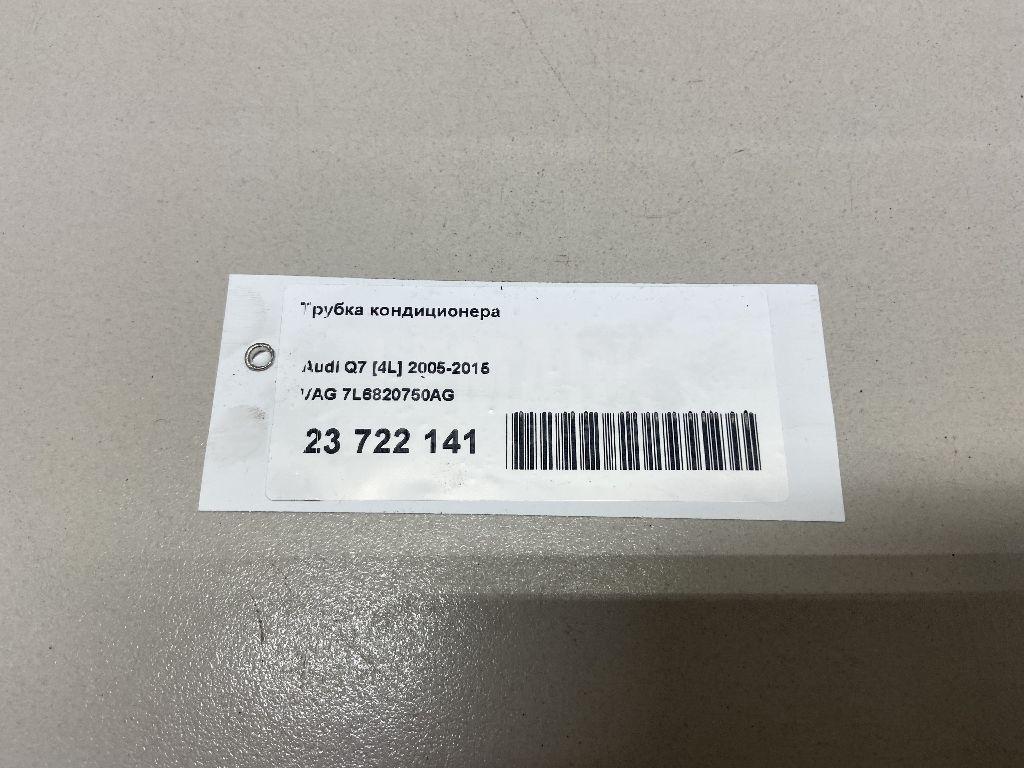 Трубка кондиционера
Audi Q7 [4L] 2005-2015
VAG 7L6820750AG
23 722 141